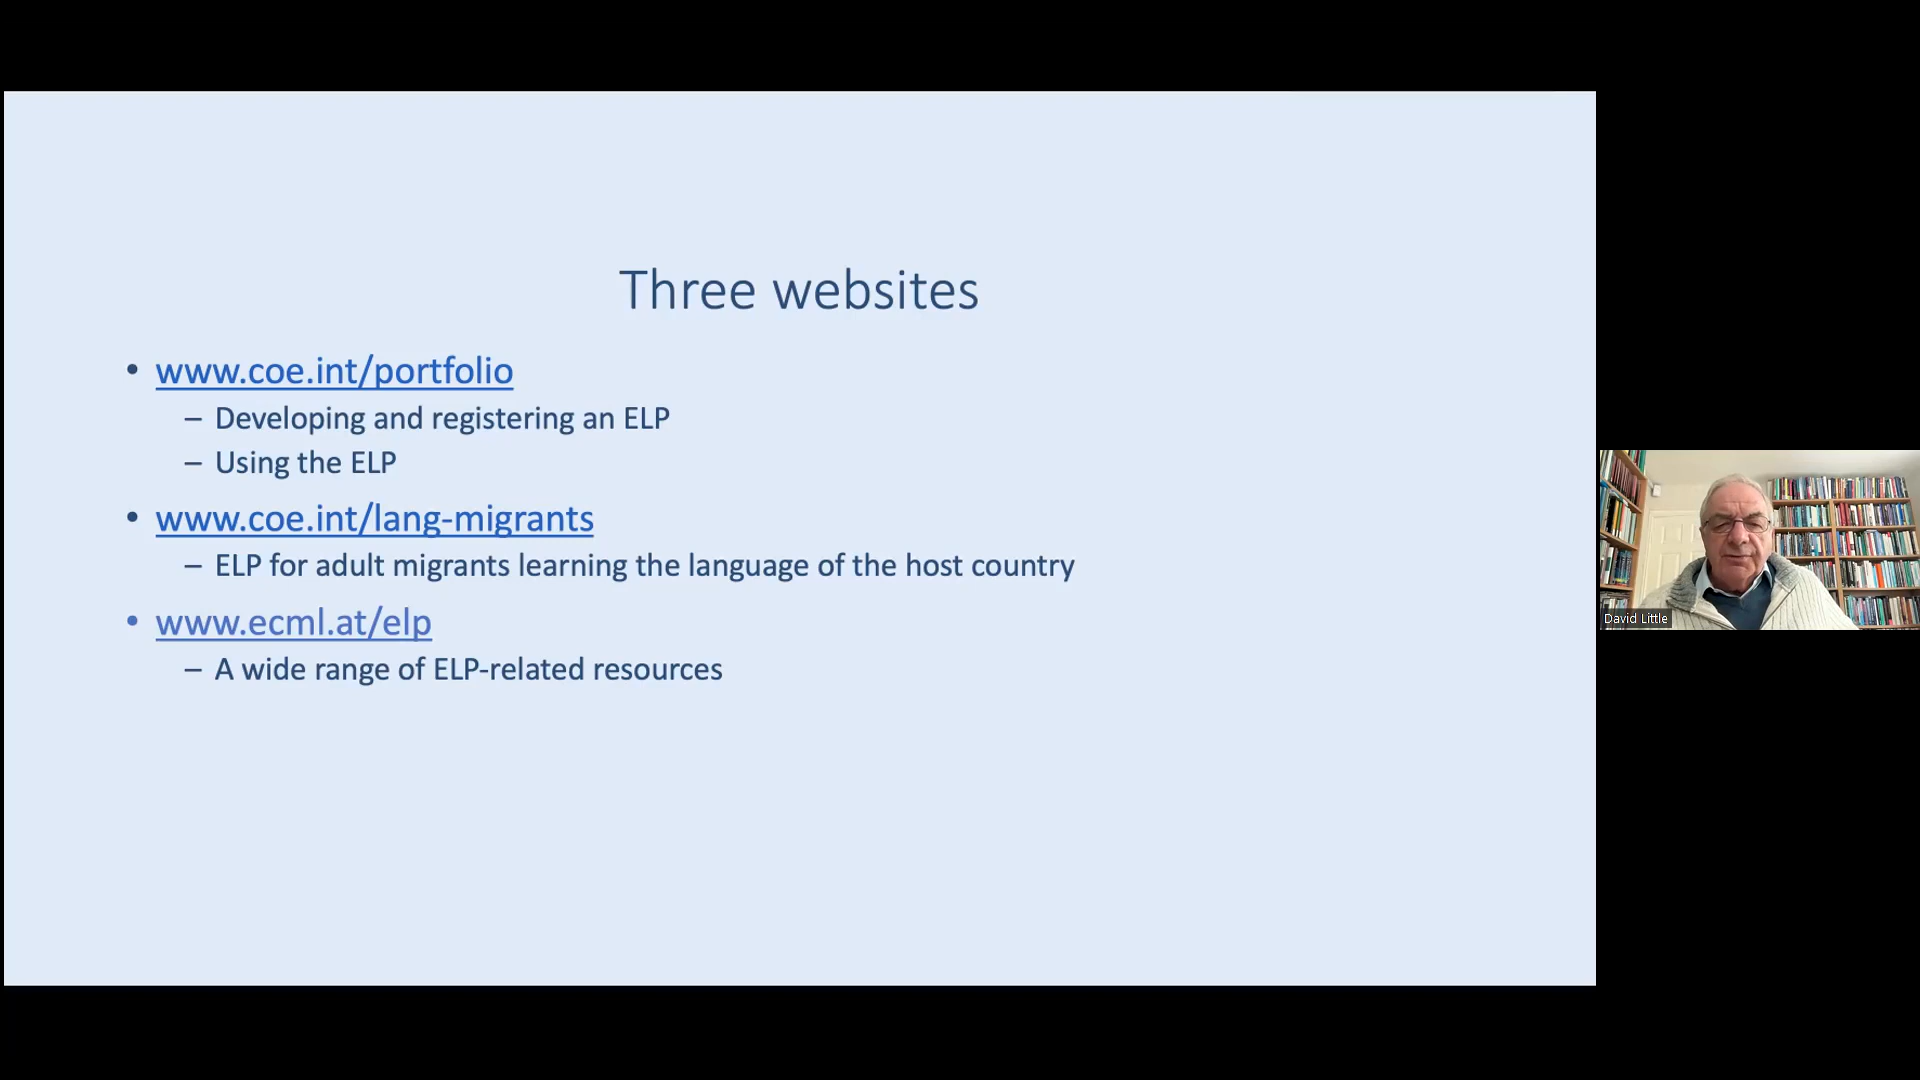 Three websites
• www.coe.int/portfolio
– Developing and registering an ELP
– Using the ELP
• www.coe.int/lang-migrants
– ELP for adult migrants learning the language of the host country
• www.ecml.at/elp
– A wide range of ELP-related resources
David Little